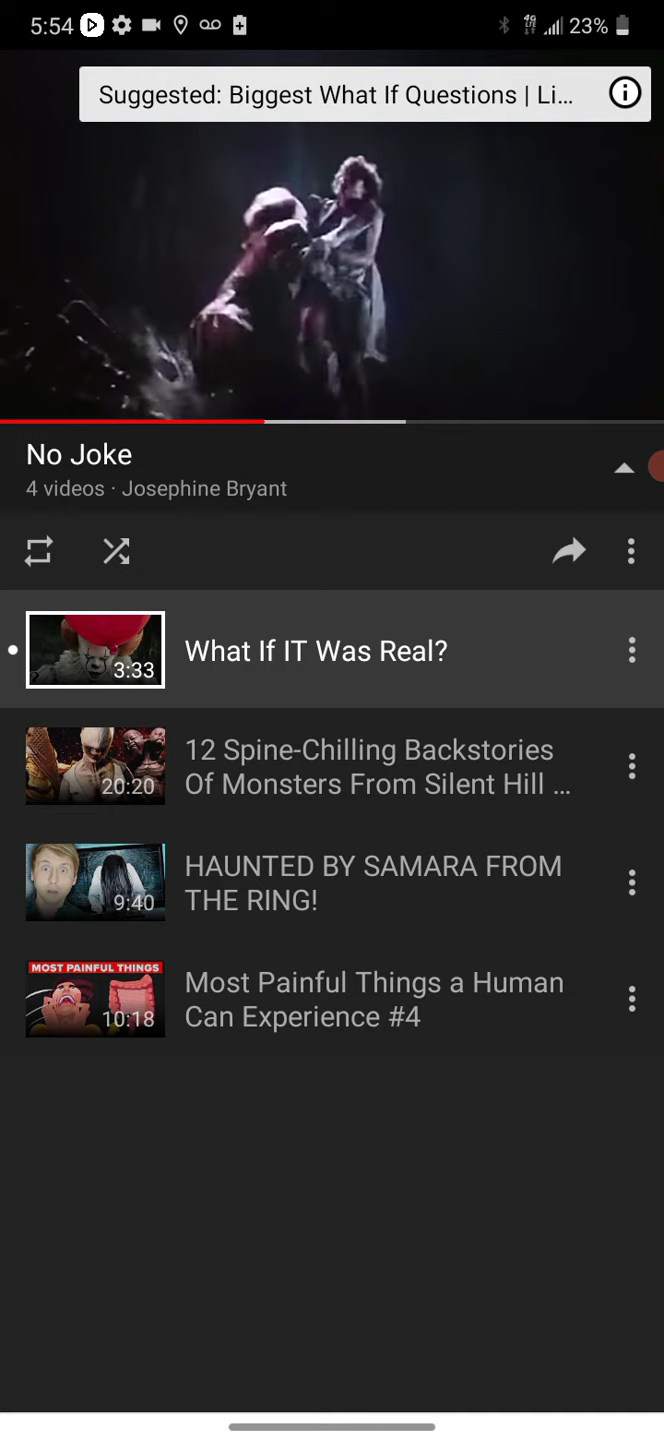 5:54
4G
LTE
23%
Suggested: Biggest What If Questions | Li...
No Joke
4 videos · Josephine Bryant
3:33
What If IT Was Real?
20:20
12 Spine-Chilling Backstories
Of Monsters From Silent Hill ...
9:40
HAUNTED BY SAMARA FROM
THE RING!
MOST PAINFUL THINGS
10:18
Most Painful Things a Human
Can Experience #4